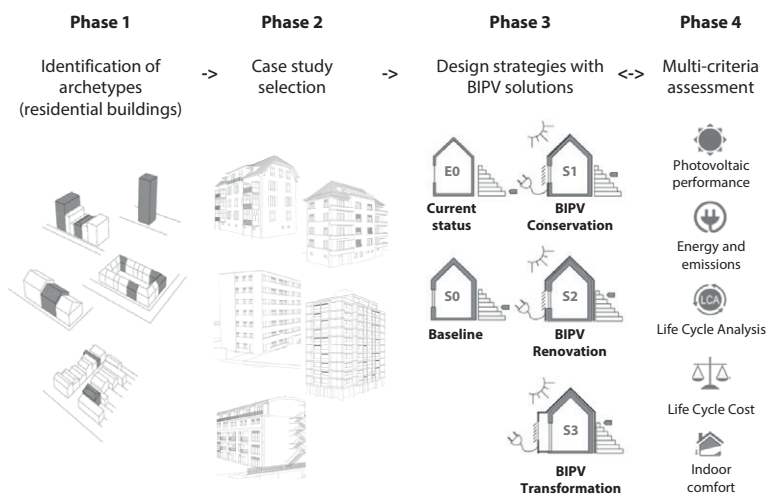 Phase 1
Phase 2
Phase 3
Phase 4
Identification of
archetypes
(residential buildings)
->
Case study
selection
->
Design strategies with
BIPV solutions
<->
Multi-criteria
assessment
E0
Current
status
S1
BIPV
Conservation
S0
Baseline
S2
BIPV
Renovation
S3
BIPV
Transformation
Photovoltaic
performance
Energy and
emissions
LCA
Life Cycle Analysis
Life Cycle Cost
Indoor
comfort